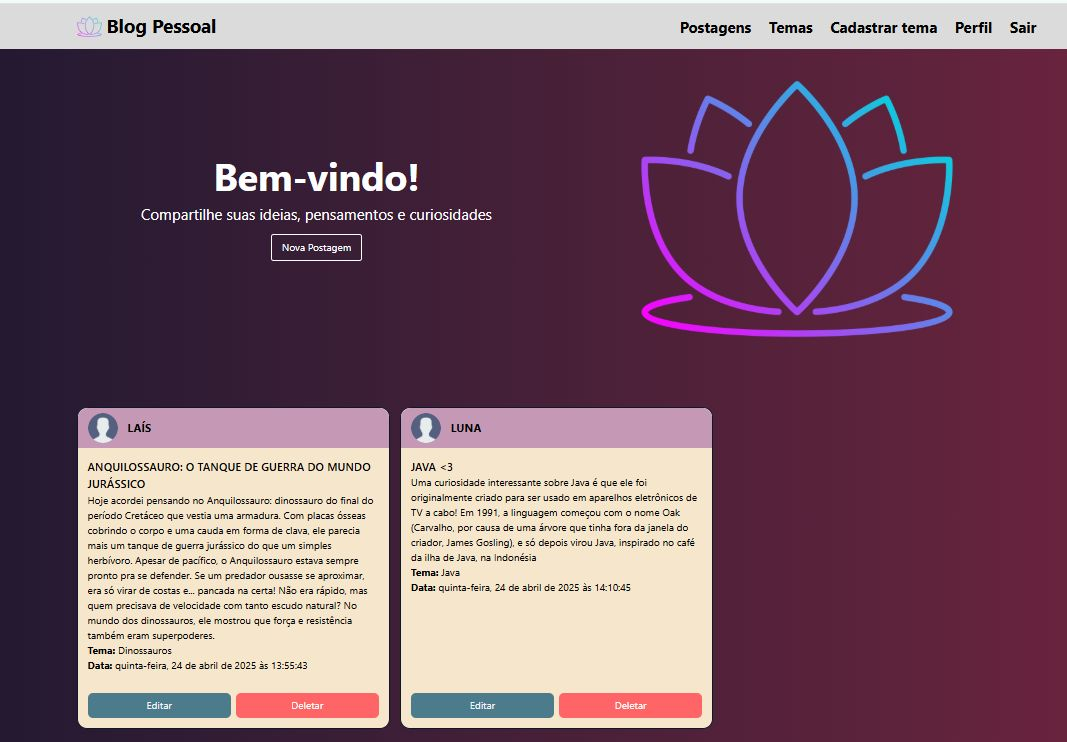 Blog Pessoal
Postagens Temas Cadastrar tema Perfil Sair
Bem-vindo!
Compartilhe suas ideias, pensamentos e curiosidades
Nova Postagem
LAÍS
ANQUILOSSAURO: O TANQUE DE GUERRA DO MUNDO
JURÁSSICO
Hoje acordei pensando no Anquilossauro: dinossauro do final do
período Cretáceo que vestia uma armadura. Com placas ósseas
cobrindo o corpo e uma cauda em forma de clava, ele parecia
mais um tanque de guerra jurássico do que um simples
herbívoro. Apesar de pacífico, o Anquilossauro estava sempre
pronto pra se defender. Se um predador ousasse se aproximar,
era só virar de costas e... pancada na certa! Não era rápido, mas
quem precisava de velocidade com tanto escudo natural? No
mundo dos dinossauros, ele mostrou que força e resistência
também eram superpoderes.
Tema: Dinossauros
Data: quinta-feira, 24 de abril de 2025 às 13:55:43
Editar Deletar
LUNA
JAVA <3
Uma curiosidade interessante sobre Java é que ele foi
originalmente criado para ser usado em aparelhos eletrônicos de
TV a cabo! Em 1991, a linguagem começou com o nome Oak
(Carvalho, por causa de uma árvore que tinha fora da janela do
criador, James Gosling), e só depois virou Java, inspirado no café
da ilha de Java, na Indonésia
Tema: Java
Data: quinta-feira, 24 de abril de 2025 às 14:10:45
Editar Deletar